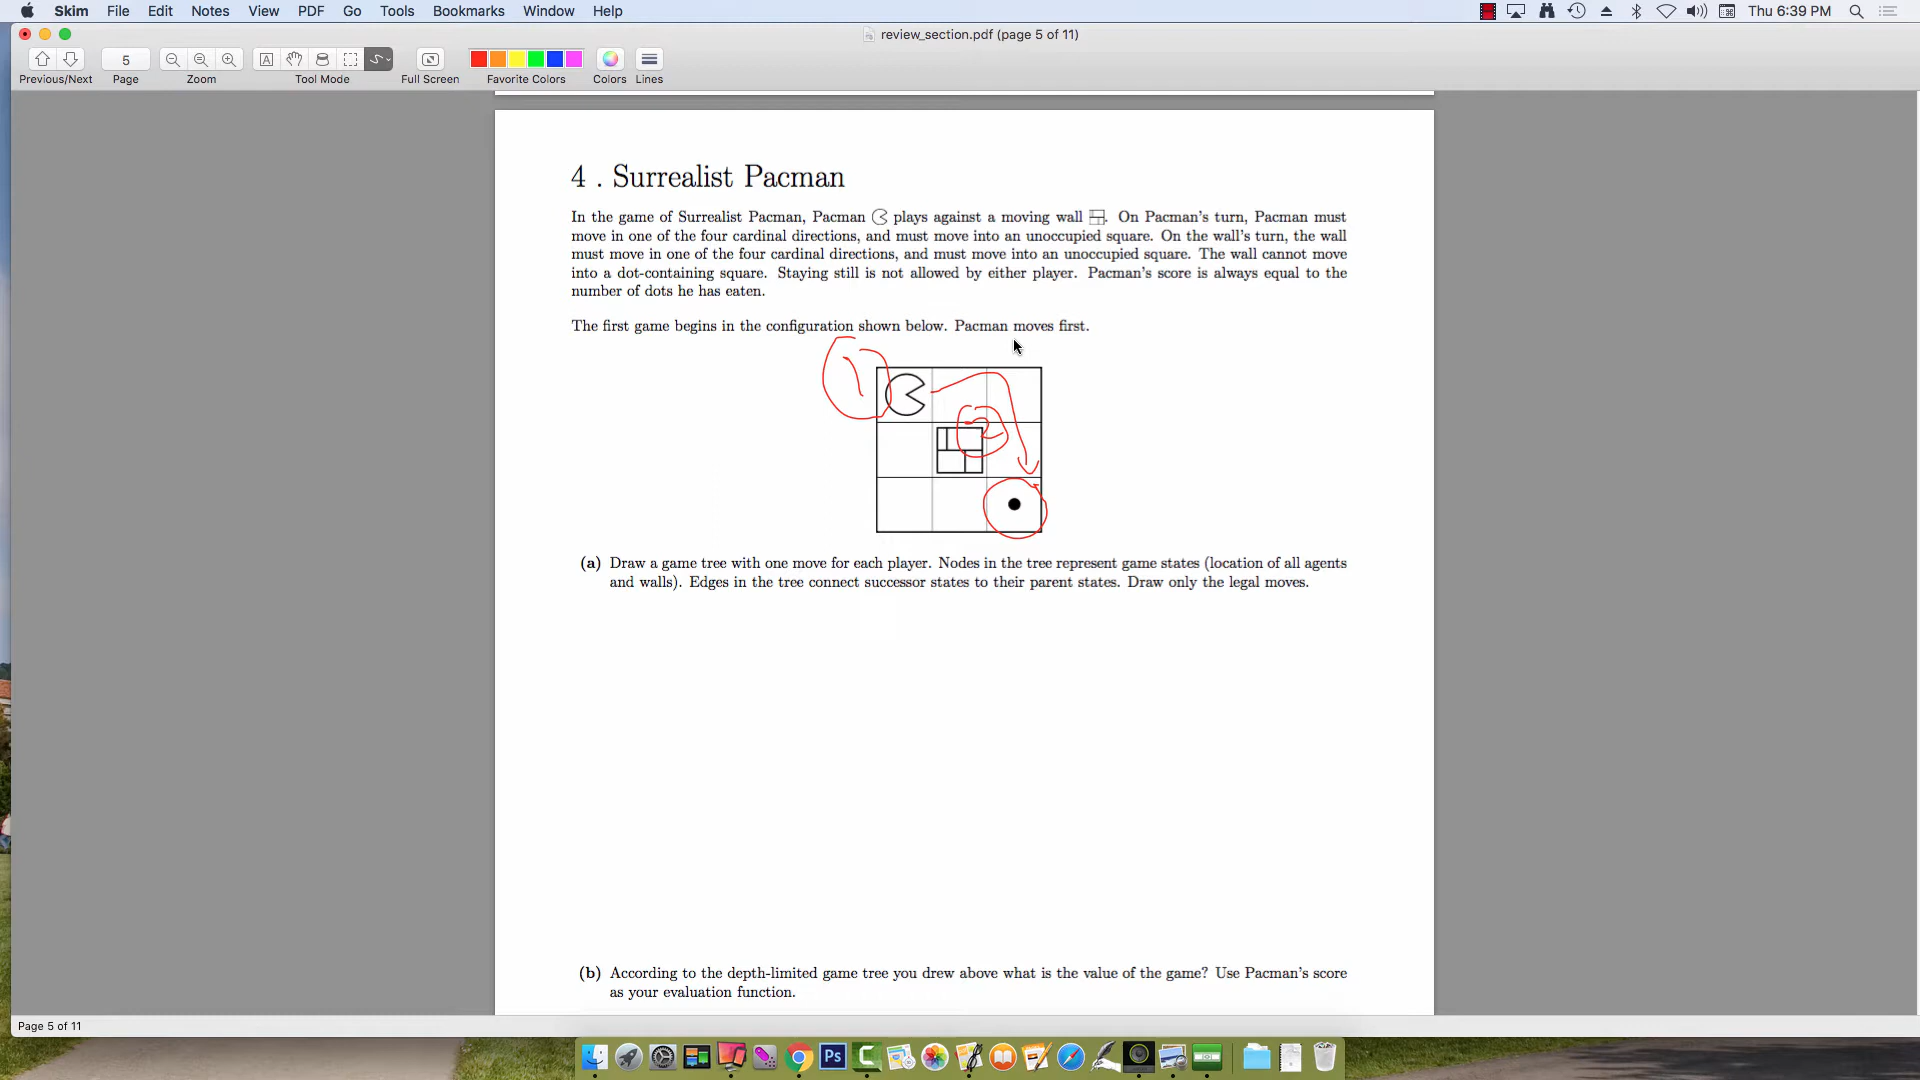 Skim File Edit Notes View PDF Go Tools Bookmarks Window Help Thu 6:39 PM
review_section.pdf (page 5 of 11)
5
Previous/Next Page Zoom Tool Mode Full Screen Favorite Colors Colors Lines
4 . Surrealist Pacman
In the game of Surrealist Pacman, Pacman plays against a moving wall . On Pacman's turn, Pacman must
move in one of the four cardinal directions, and must move into an unoccupied square. On the wall's turn, the wall
must move in one of the four cardinal directions, and must move into an unoccupied square. The wall cannot move
into a dot-containing square. Staying still is not allowed by either player. Pacman's score is always equal to the
number of dots he has eaten.
The first game begins in the configuration shown below. Pacman moves first.
1
2
(a) Draw a game tree with one move for each player. Nodes in the tree represent game states (location of all agents
and walls). Edges in the tree connect successor states to their parent states. Draw only the legal moves.
(b) According to the depth-limited game tree you drew above what is the value of the game? Use Pacman's score
as your evaluation function.
Page 5 of 11
Ps